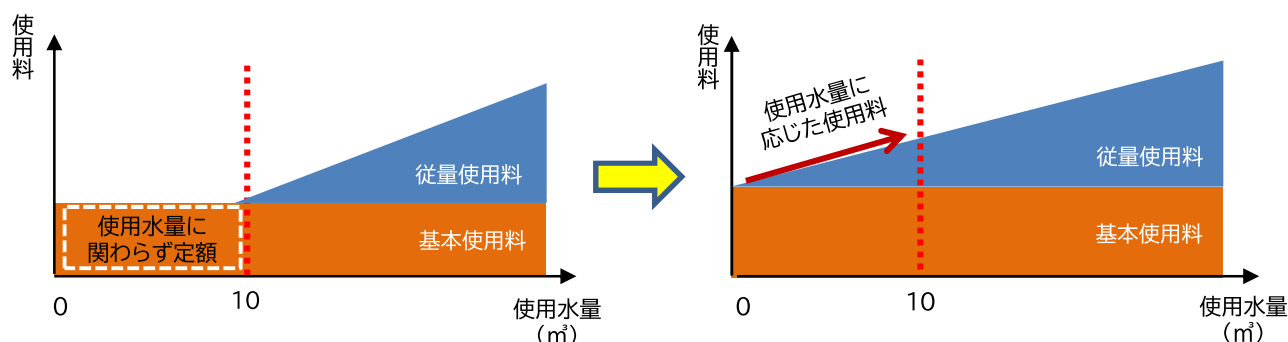 使用料
従量使用料
基本使用料
使用水量に
関わらず定額
0
10
使用水量
(㎥)
使用料
使用水量に
応じた使用料
従量使用料
基本使用料
0
10
使用水量
(㎥)